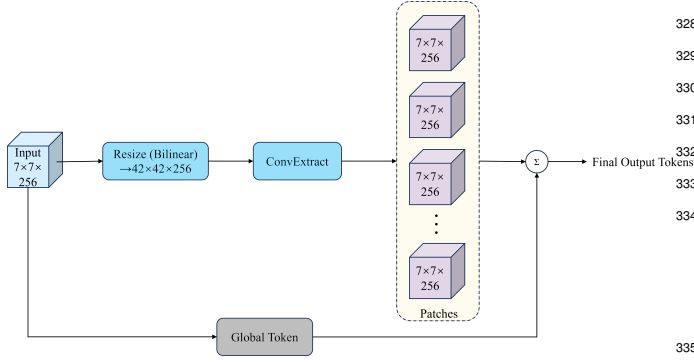 Input
7×7×
256
Resize (Bilinear)
→42×42×256
ConvExtract
7×7×
256
7×7×
256
7×7×
256
7×7×
256
Patches
Σ
Final Output Tokens
Global Token
328
329
330
331
332
333
334
335